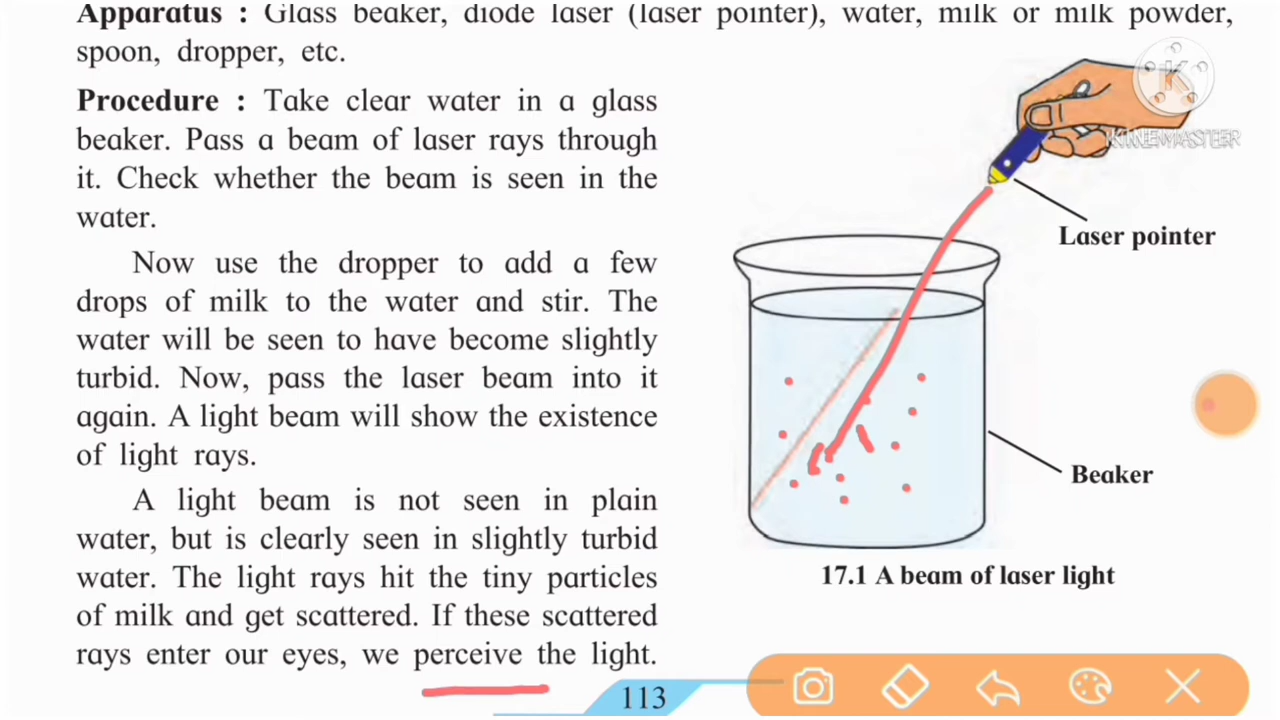 Apparatus : Glass beaker, diode laser (laser pointer), water, milk or milk powder,
spoon, dropper, etc.
Procedure : Take clear water in a glass
beaker. Pass a beam of laser rays through
it. Check whether the beam is seen in the
water.
Now use the dropper to add a few
drops of milk to the water and stir. The
water will be seen to have become slightly
turbid. Now, pass the laser beam into it
again. A light beam will show the existence
of light rays.
A light beam is not seen in plain
water, but is clearly seen in slightly turbid
water. The light rays hit the tiny particles
of milk and get scattered. If these scattered
rays enter our eyes, we perceive the light.
K
KINEMASTER
Laser pointer
Beaker
17.1 A beam of laser light
113